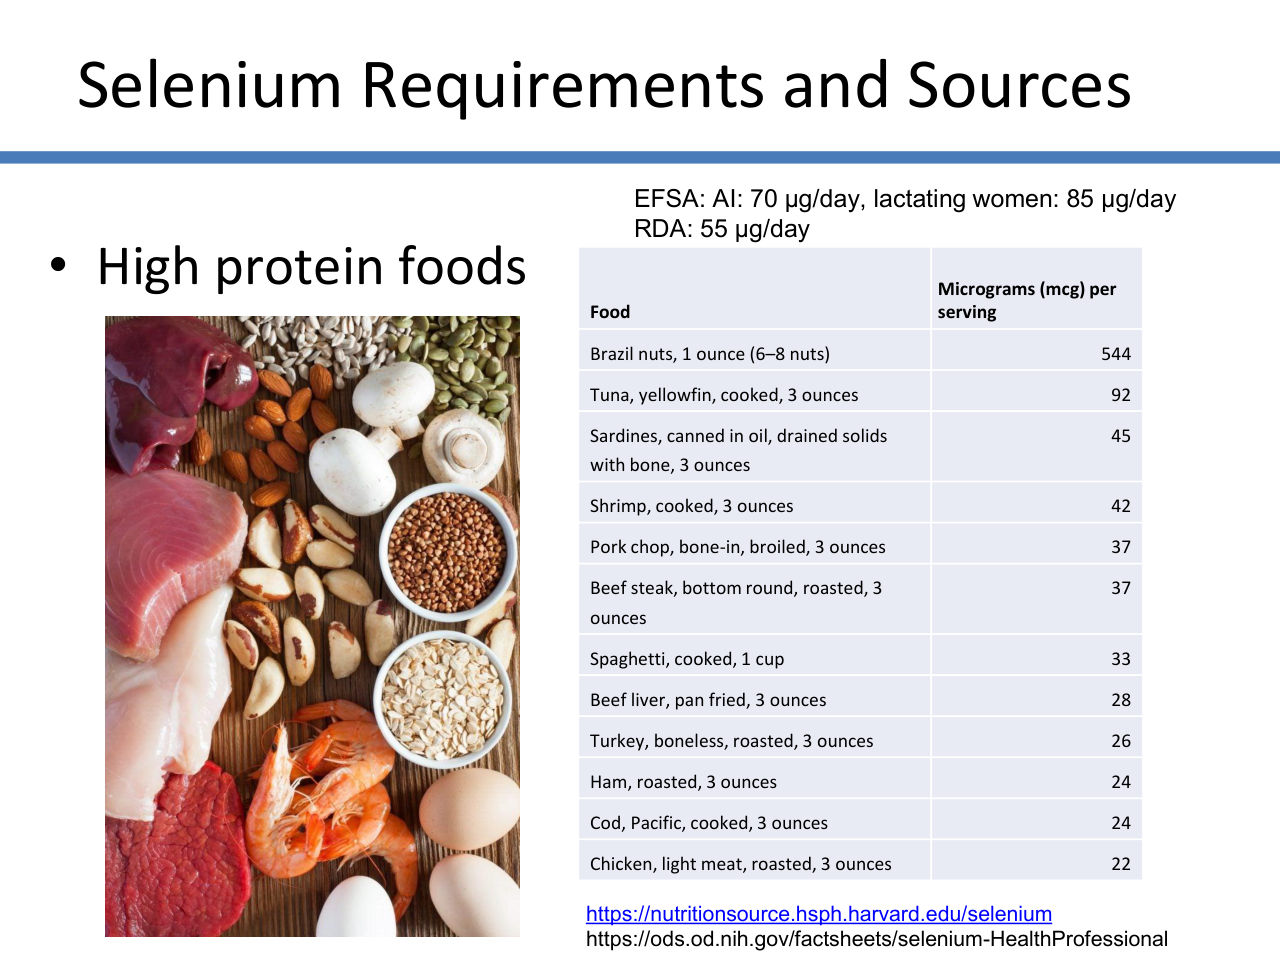 Selenium Requirements and Sources
• High protein foods
EFSA: AI: 70 µg/day, lactating women: 85 µg/day
RDA: 55 µg/day
Food
Micrograms (mcg) per
serving
Brazil nuts, 1 ounce (6–8 nuts) 544
Tuna, yellowfin, cooked, 3 ounces 92
Sardines, canned in oil, drained solids 45
with bone, 3 ounces
Shrimp, cooked, 3 ounces 42
Pork chop, bone-in, broiled, 3 ounces 37
Beef steak, bottom round, roasted, 3 37
ounces
Spaghetti, cooked, 1 cup 33
Beef liver, pan fried, 3 ounces 28
Turkey, boneless, roasted, 3 ounces 26
Ham, roasted, 3 ounces 24
Cod, Pacific, cooked, 3 ounces 24
Chicken, light meat, roasted, 3 ounces 22
https://nutritionsource.hsph.harvard.edu/selenium
https://ods.od.nih.gov/factsheets/selenium-HealthProfessional